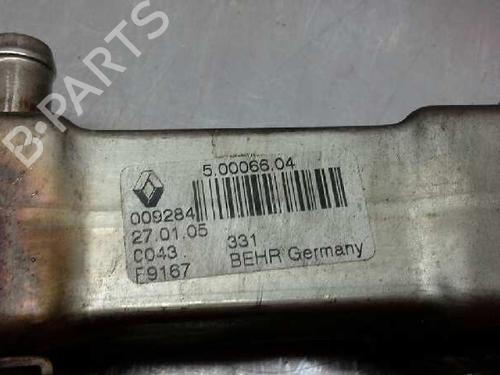 B-PARTS
5.00066.04
009284
27.01.05 331
C043 BEHR Germany
F9167